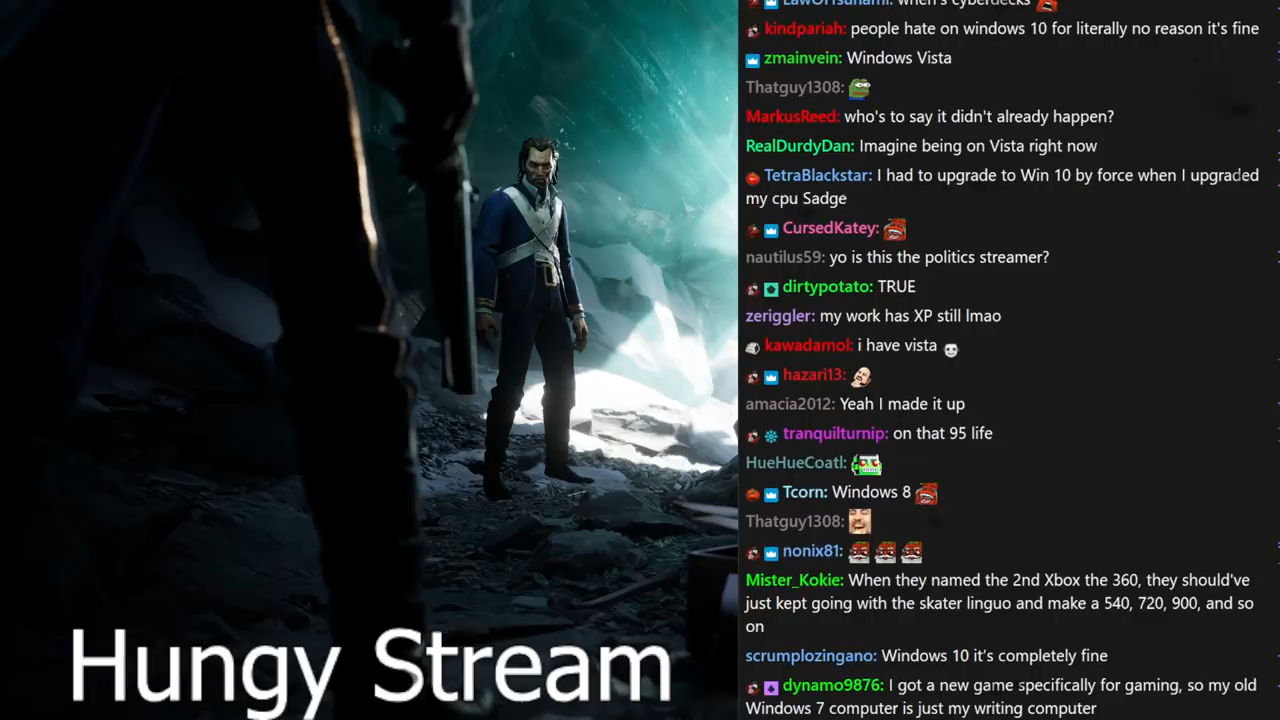 LawOfTsunami: when's cyberdecks
kindpariah: people hate on windows 10 for literally no reason it's fine
zmainvein: Windows Vista
Thatguy1308:
MarkusReed: who's to say it didn't already happen?
RealDurdyDan: Imagine being on Vista right now
TetraBlackstar: I had to upgrade to Win 10 by force when I upgraded
my cpu Sadge
CursedKatey:
nautilus59: yo is this the politics streamer?
dirtypotato: TRUE
zeriggler: my work has XP still lmao
kawadamol: i have vista
hazari13:
amacia2012: Yeah I made it up
tranquilturnip: on that 95 life
HueHueCoatl:
Tcorn: Windows 8
Thatguy1308:
nonix81:
Mister_Kokie: When they named the 2nd Xbox the 360, they should've
just kept going with the skater linguo and make a 540, 720, 900, and so
on
scrumplozingano: Windows 10 it's completely fine
dynamo9876: I got a new game specifically for gaming, so my old
Windows 7 computer is just my writing computer
Hungy Stream